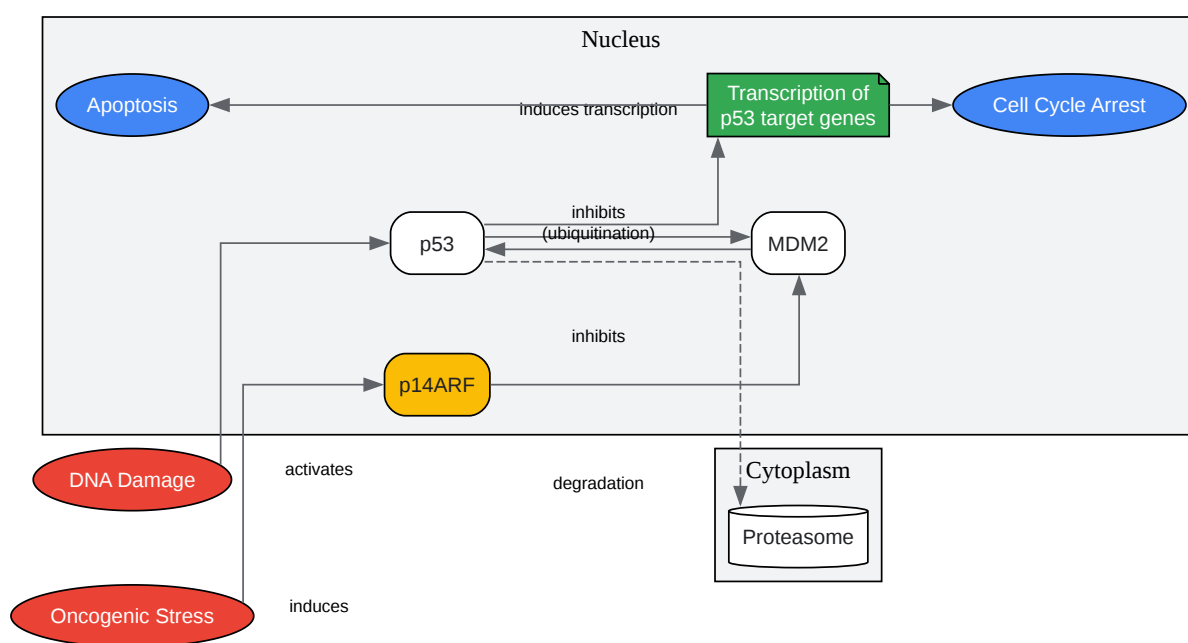 Nucleus
Apoptosis
induces transcription
Transcription of
p53 target genes
Cell Cycle Arrest
p53
inhibits
(ubiquitination)
MDM2
inhibits
p14ARF
DNA Damage
activates
degradation
Cytoplasm
Proteasome
Oncogenic Stress
induces